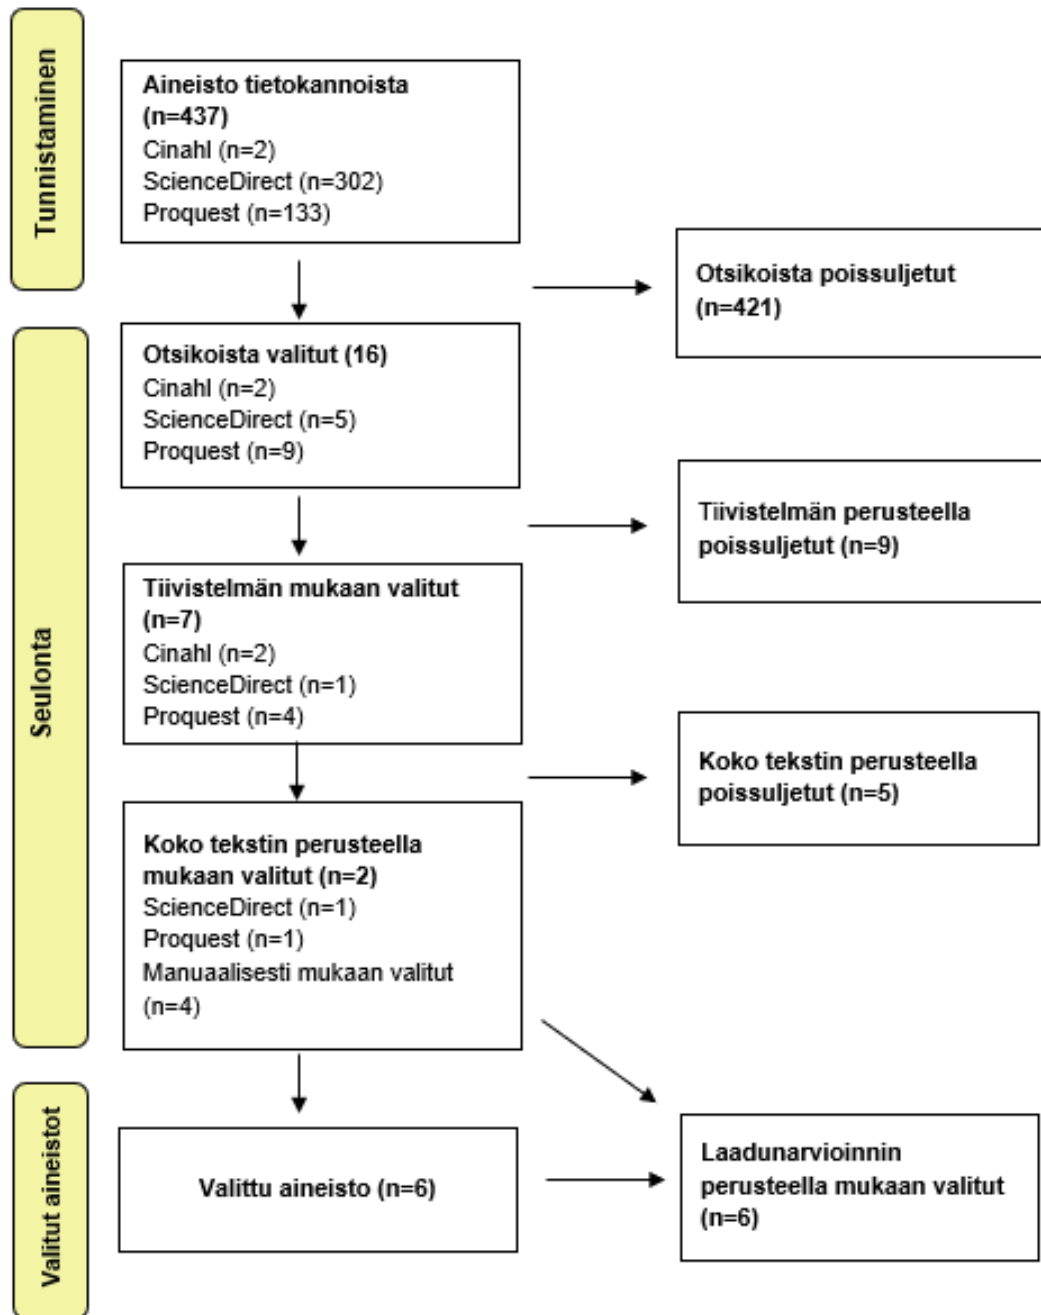 Tunnistaminen
Aineisto tietokannoista
(n=437)
Cinahl (n=2)
ScienceDirect (n=302)
Proquest (n=133)
Otsikoista poissuljetut
(n=421)
Seulonta
Otsikoista valitut (16)
Cinahl (n=2)
ScienceDirect (n=5)
Proquest (n=9)
Tiivistelmän perusteella
poissuljetut (n=9)
Tiivistelmän mukaan valitut
(n=7)
Cinahl (n=2)
ScienceDirect (n=1)
Proquest (n=4)
Koko tekstin perusteella
poissuljetut (n=5)
Koko tekstin perusteella
mukaan valitut (n=2)
ScienceDirect (n=1)
Proquest (n=1)
Manuaalisesti mukaan valitut
(n=4)
Valitut aineistot
Valittu aineisto (n=6)
Laadunarvioinnin
perusteella mukaan valitut
(n=6)